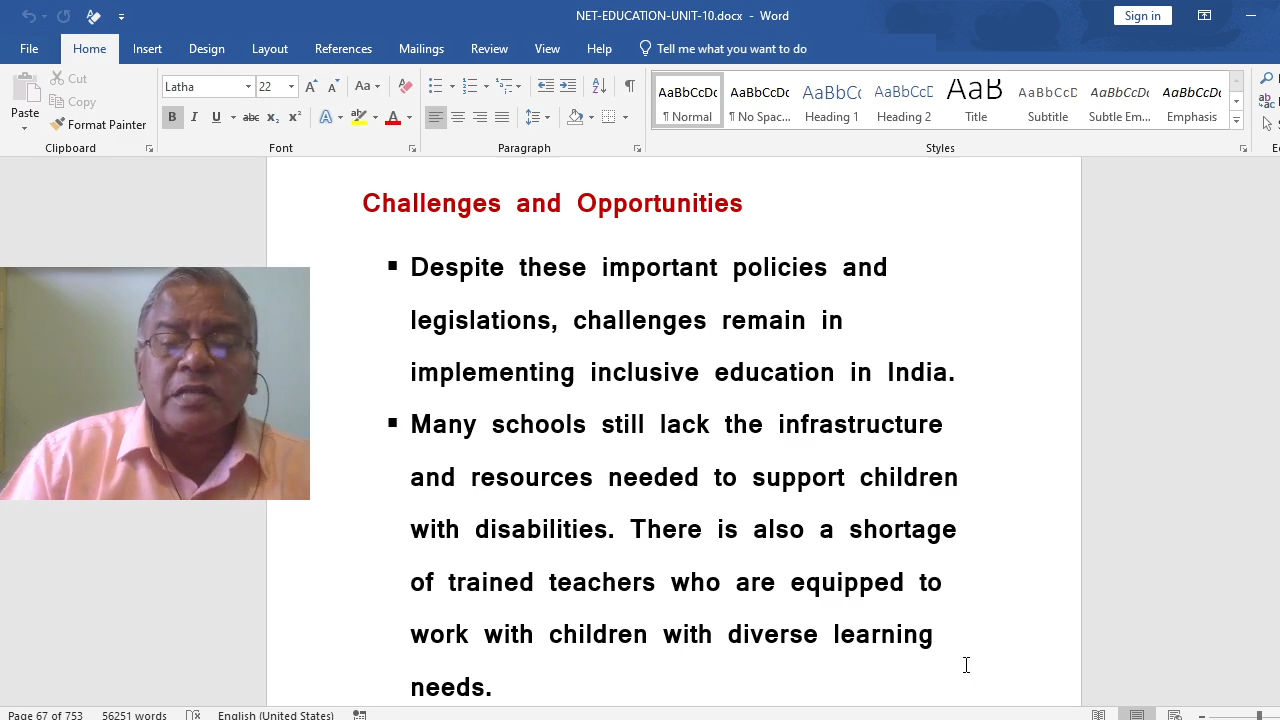 NET-EDUCATION-UNIT-10.docx - Word
Sign in
File Home Insert Design Layout References Mailings Review View Help Tell me what you want to do
Paste
Cut
Copy
Format Painter
Clipboard
Latha 22
Font
Paragraph
AaBbCcDc AaBbCcDc AaBbCc AaBbCcD AaB AaBbCcD AaBbCcDc AaBbCcDc
¶ Normal ¶ No Spac... Heading 1 Heading 2 Title Subtitle Subtle Em... Emphasis
Styles
Challenges and Opportunities
▪ Despite these important policies and
legislations, challenges remain in
implementing inclusive education in India.
▪ Many schools still lack the infrastructure
and resources needed to support children
with disabilities. There is also a shortage
of trained teachers who are equipped to
work with children with diverse learning
needs.
Page 67 of 753 56251 words English (United States)